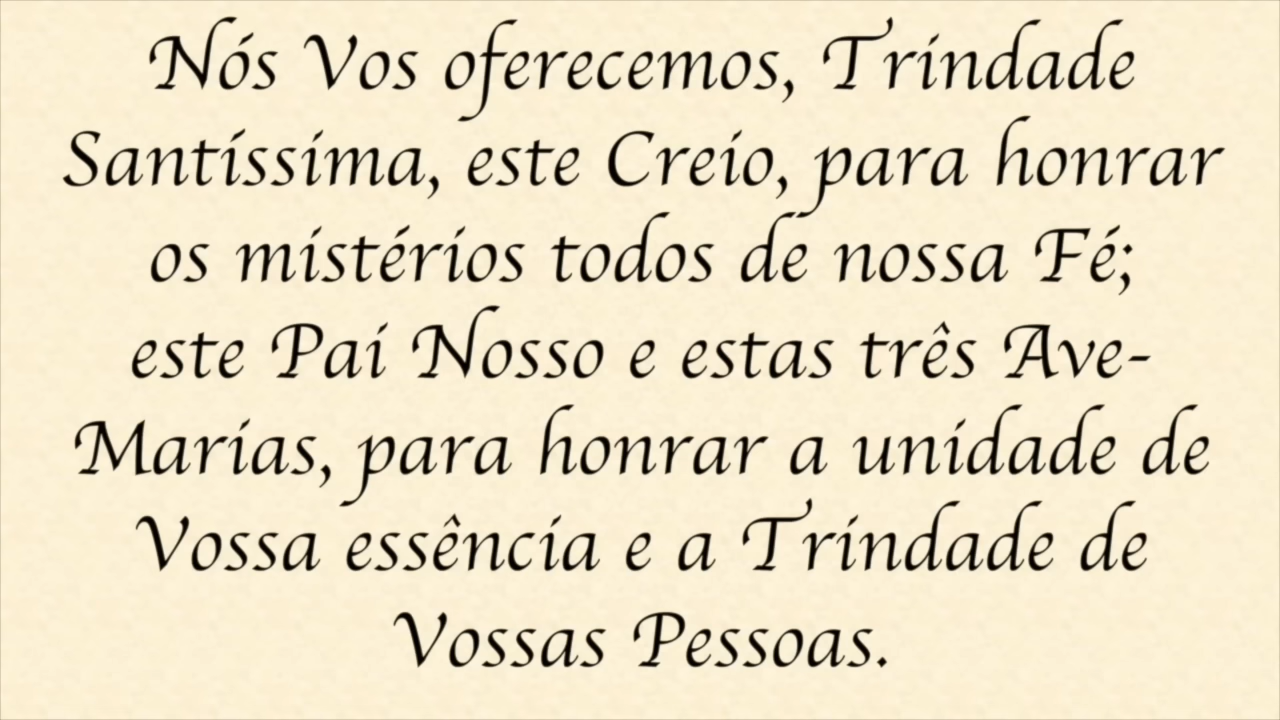 Nós Vos oferecemos, Trindade
Santíssima, este Creio, para honrar
os mistérios todos de nossa Fé;
este Pai Nosso e estas três Ave-
Marias, para honrar a unidade de
Vossa essência e a Trindade de
Vossas Pessoas.